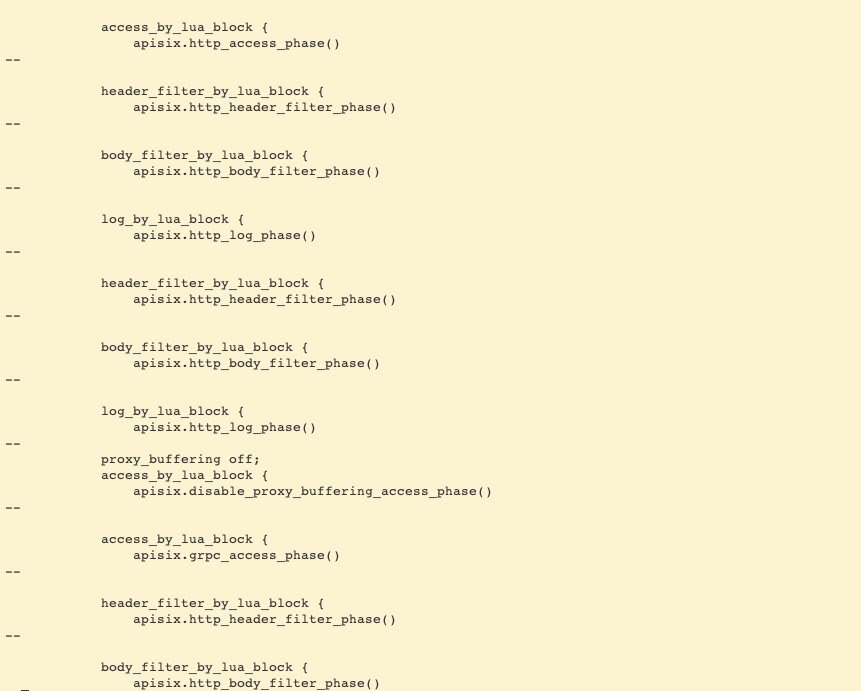 access_by_lua_block {
apisix.http_access_phase()
--
header_filter_by_lua_block {
apisix.http_header_filter_phase()
--
body_filter_by_lua_block {
apisix.http_body_filter_phase()
--
log_by_lua_block {
apisix.http_log_phase()
--
header_filter_by_lua_block {
apisix.http_header_filter_phase()
--
body_filter_by_lua_block {
apisix.http_body_filter_phase()
--
log_by_lua_block {
apisix.http_log_phase()
--
proxy_buffering off;
access_by_lua_block {
apisix.disable_proxy_buffering_access_phase()
--
access_by_lua_block {
apisix.grpc_access_phase()
--
header_filter_by_lua_block {
apisix.http_header_filter_phase()
--
body_filter_by_lua_block {
apisix.http_body_filter_phase()